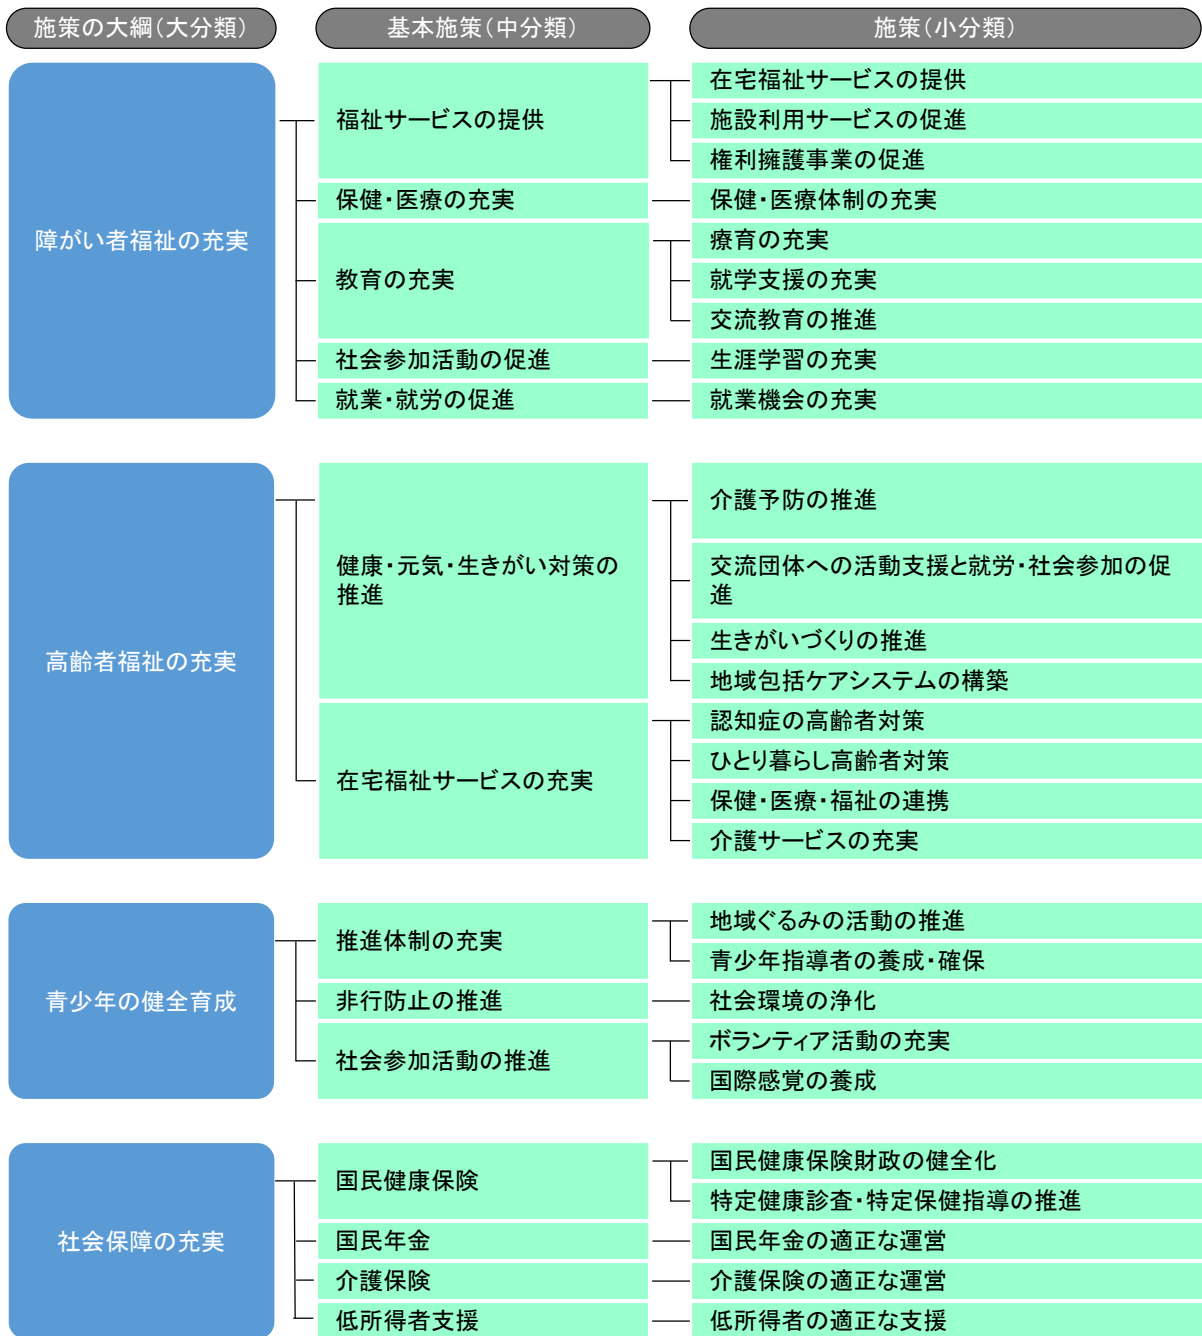 施策の大綱(大分類)
基本施策(中分類)
施策(小分類)
障がい者福祉の充実
福祉サービスの提供
在宅福祉サービスの提供
施設利用サービスの促進
権利擁護事業の促進
保健・医療の充実
保健・医療体制の充実
教育の充実
療育の充実
就学支援の充実
交流教育の推進
社会参加活動の促進
生涯学習の充実
就業・就労の促進
就業機会の充実
高齢者福祉の充実
健康・元気・生きがい対策の
推進
介護予防の推進
交流団体への活動支援と就労・社会参加の促
進
生きがいづくりの推進
地域包括ケアシステムの構築
在宅福祉サービスの充実
認知症の高齢者対策
ひとり暮らし高齢者対策
保健・医療・福祉の連携
介護サービスの充実
青少年の健全育成
推進体制の充実
地域ぐるみの活動の推進
青少年指導者の養成・確保
非行防止の推進
社会環境の浄化
社会参加活動の推進
ボランティア活動の充実
国際感覚の養成
社会保障の充実
国民健康保険
国民健康保険財政の健全化
特定健康診査・特定保健指導の推進
国民年金
国民年金の適正な運営
介護保険
介護保険の適正な運営
低所得者支援
低所得者の適正な支援